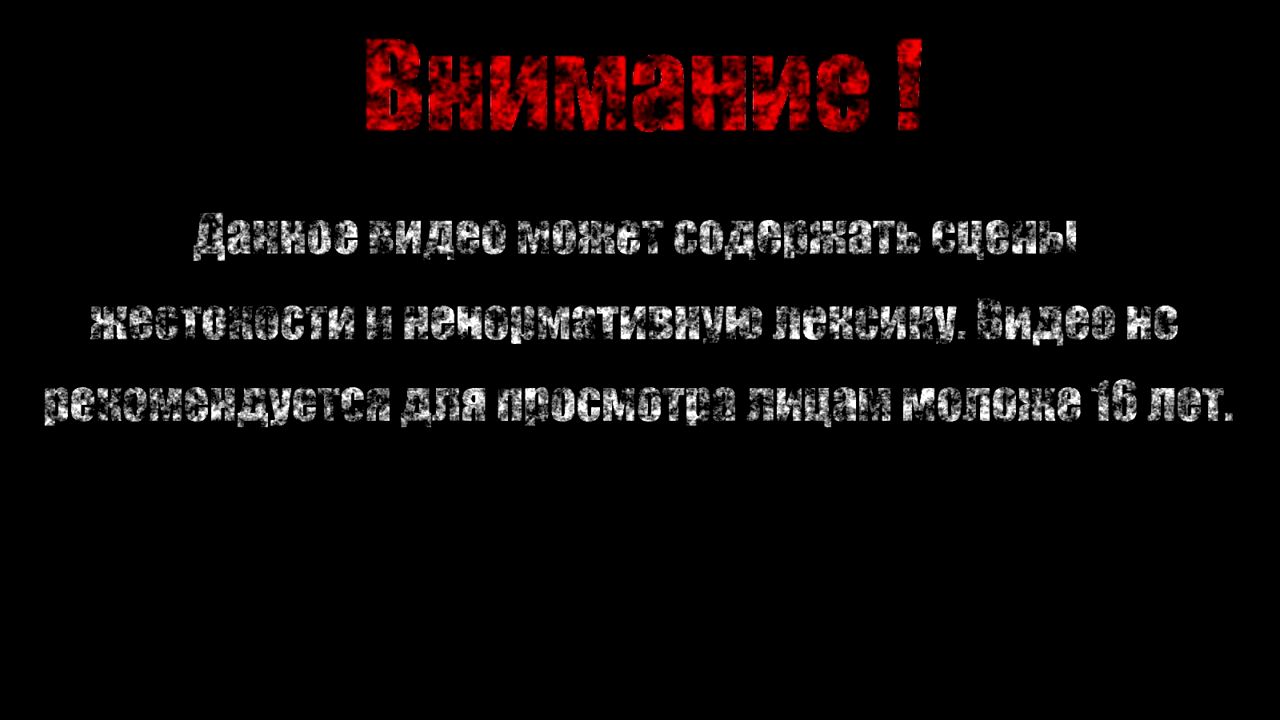 Внимание !
Данное видео может содержать сцены
жестокости и ненормативную лексику. Видео не
рекомендуется для просмотра лицам моложе 16 лет.